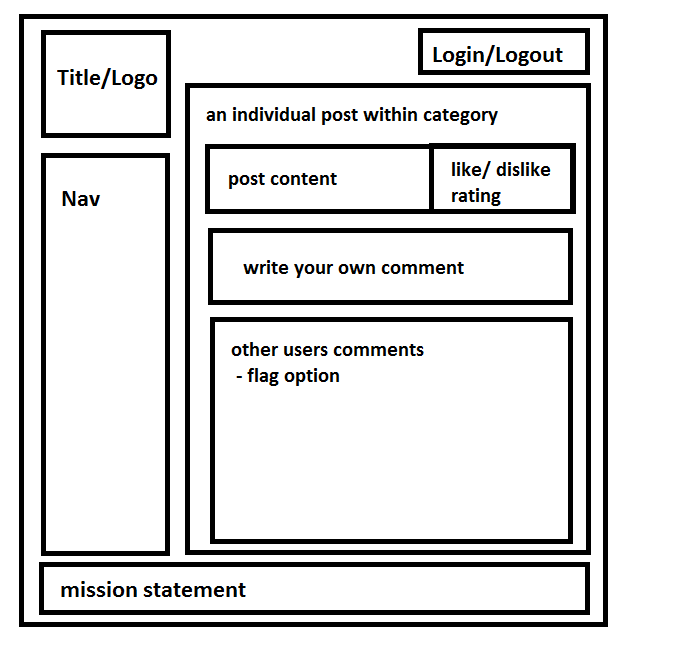 Title/Logo
Login/Logout
Nav
an individual post within category
post content
like/ dislike
rating
write your own comment
other users comments
- flag option
mission statement